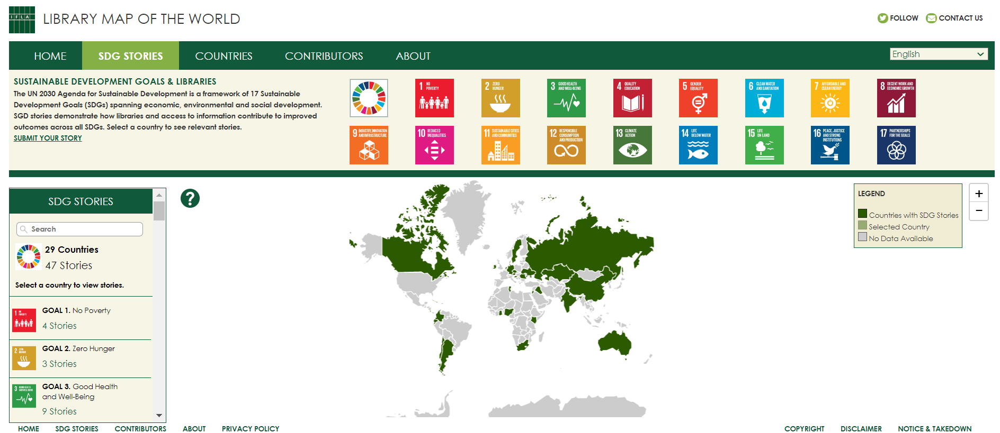 IFLA
LIBRARY MAP OF THE WORLD
FOLLOW
CONTACT US
HOME
SDG STORIES
COUNTRIES
CONTRIBUTORS
ABOUT
English
SUSTAINABLE DEVELOPMENT GOALS & LIBRARIES
The UN 2030 Agenda for Sustainable Development is a framework of 17 Sustainable
Development Goals (SDGs) spanning economic, environmental and social development.
SGD stories demonstrate how libraries and access to information contribute to improved
outcomes across all SDGs. Select a country to see relevant stories.
SUBMIT YOUR STORY
1 NO
POVERTY
2 ZERO
HUNGER
3 GOOD HEALTH
AND WELL-BEING
4 QUALITY
EDUCATION
5 GENDER
EQUALITY
6 CLEAN WATER
AND SANITATION
7 AFFORDABLE AND
CLEAN ENERGY
8 DECENT WORK AND
ECONOMIC GROWTH
9 INDUSTRY, INNOVATION
AND INFRASTRUCTURE
10 REDUCED
INEQUALITIES
11 SUSTAINABLE CITIES
AND COMMUNITIES
12 RESPONSIBLE
CONSUMPTION
AND PRODUCTION
13 CLIMATE
ACTION
14 LIFE
BELOW WATER
15 LIFE
ON LAND
16 PEACE, JUSTICE
AND STRONG
INSTITUTIONS
17 PARTNERSHIPS
FOR THE GOALS
SDG STORIES
Search
29 Countries
47 Stories
Select a country to view stories.
1 NO
POVERTY
GOAL 1. No Poverty
4 Stories
2 ZERO
HUNGER
GOAL 2. Zero Hunger
3 Stories
3 GOOD HEALTH
AND WELL-BEING
GOAL 3. Good Health
and Well-Being
9 Stories
?
LEGEND
Countries with SDG Stories
Selected Country
No Data Available
+
−
HOME
SDG STORIES
CONTRIBUTORS
ABOUT
PRIVACY POLICY
COPYRIGHT
DISCLAIMER
NOTICE & TAKEDOWN